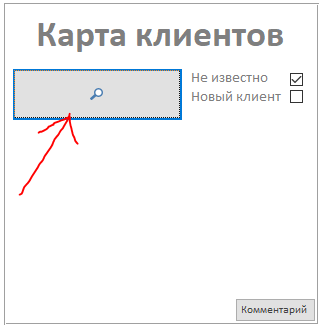 Карта клиентов
Не известно
Новый клиент
Комментарий